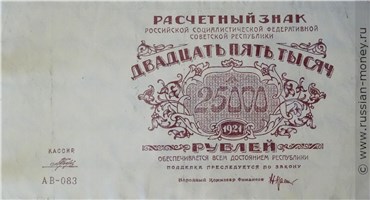 РАСЧЕТНЫЙ ЗНАК
РОССИЙСКОЙ СОЦИАЛИСТИЧЕСКОЙ ФЕДЕРАТИВНОЙ
СОВЕТСКОЙ РЕСПУБЛИКИ
ДВАДЦАТЬ ПЯТЬ ТЫСЯЧ
25000
1921
РУБЛЕЙ
ОБЕСПЕЧИВАЕТСЯ ВСЕМ ДОСТОЯНИЕМ РЕСПУБЛИКИ
ПОДДЕЛКА ПРЕСЛЕДУЕТСЯ ПО ЗАКОНУ
Народный Комиссар Финансов
КАССИР
АВ-083
© www.russian-money.ru